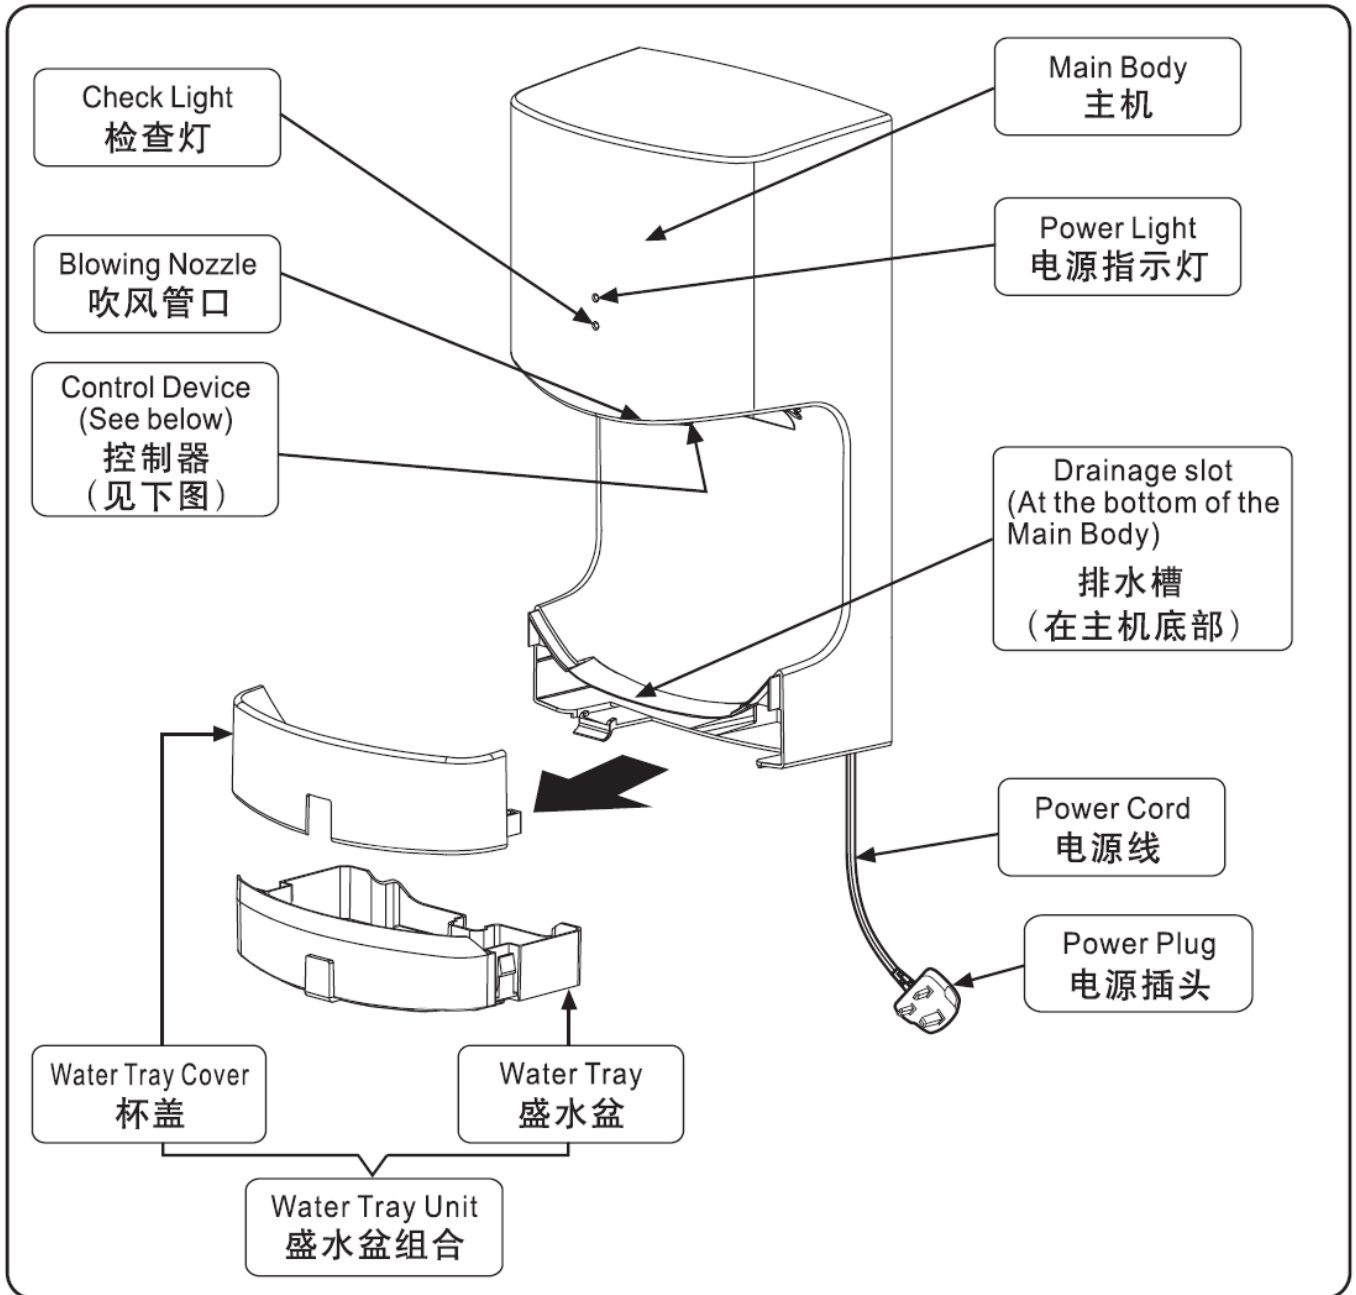 Check Light
检查灯
Main Body
主机
Blowing Nozzle
吹风管口
Power Light
电源指示灯
Control Device
(See below)
控制器
（见下图）
Drainage slot
(At the bottom of the
Main Body)
排水槽
（在主机底部）
Power Cord
电源线
Power Plug
电源插头
Water Tray Cover
杯盖
Water Tray
盛水盆
Water Tray Unit
盛水盆组合